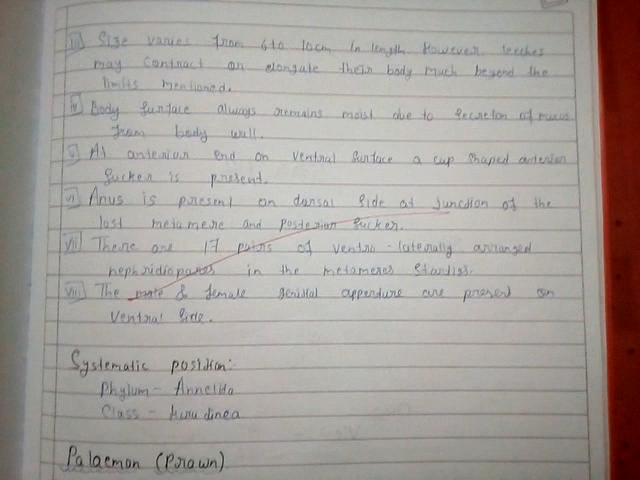 iii) Size varies from 6 to 10cm in length. However leeches
may contract or elongate their body much beyond the
limits mentioned.
iv) Body surface always remains moist due to secreton of mucus
from body wall.
v) At anterior end on ventral surface a cup shaped anterior
sucker is present.
vi) Anus is present on dorsal side at junction of the
last metamere and posterior sucker.
vii) There are 17 pairs of ventro-laterally arranged
nephridiopores in the metameres
viii) The male & female genital apperture are present on
ventral side.
Systematic position:-
Phylum- Annelida
Class - Hirudinea
Palaemon (Prawn)